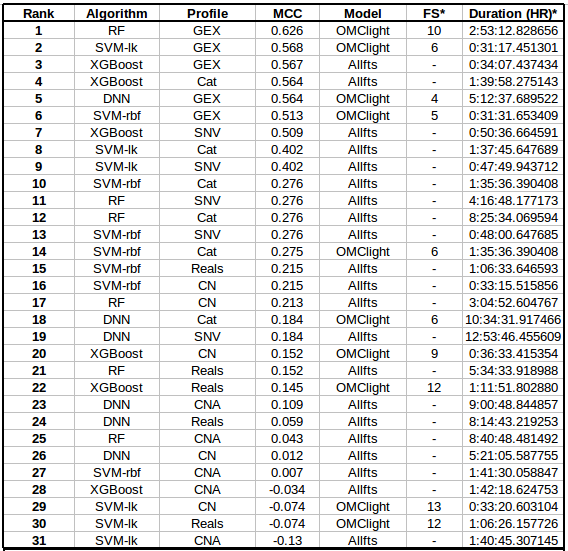 Rank Algorithm Profile MCC Model FS* Duration (HR)*
1 RF GEX 0.626 OMClight 10 2:53:12.828656
2 SVM-lk GEX 0.568 OMClight 6 0:31:17.451301
3 XGBoost GEX 0.567 Allfts - 0:34:07.437434
4 XGBoost Cat 0.564 Allfts - 1:39:58.275143
5 DNN GEX 0.564 OMClight 4 5:12:37.689522
6 SVM-rbf GEX 0.513 OMClight 5 0:31:31.653409
7 XGBoost SNV 0.509 Allfts - 0:50:36.664591
8 SVM-lk Cat 0.402 Allfts - 1:37:45.647689
9 SVM-lk SNV 0.402 Allfts - 0:47:49.943712
10 SVM-rbf Cat 0.276 Allfts - 1:35:36.390408
11 RF SNV 0.276 Allfts - 4:16:48.177173
12 RF Cat 0.276 Allfts - 8:25:34.069594
13 SVM-rbf SNV 0.276 Allfts - 0:48:00.647685
14 SVM-rbf Cat 0.275 OMClight 6 1:35:36.390408
15 SVM-rbf Reals 0.215 Allfts - 1:06:33.646593
16 SVM-rbf CN 0.215 Allfts - 0:33:15.515856
17 RF CN 0.213 Allfts - 3:04:52.604767
18 DNN Cat 0.184 OMClight 6 10:34:31.917466
19 DNN SNV 0.184 Allfts - 12:53:46.455609
20 XGBoost CN 0.152 OMClight 9 0:36:33.415354
21 RF Reals 0.152 Allfts - 5:34:33.918988
22 XGBoost Reals 0.145 OMClight 12 1:11:51.802880
23 DNN CNA 0.109 Allfts - 9:00:48.844857
24 DNN Reals 0.059 Allfts - 8:14:43.219253
25 RF CNA 0.043 Allfts - 8:40:48.481492
26 DNN CN 0.012 Allfts - 5:21:05.587755
27 SVM-rbf CNA 0.007 Allfts - 1:41:30.058847
28 XGBoost CNA -0.034 Allfts - 1:42:18.624753
29 SVM-lk CN -0.074 OMClight 13 0:33:20.603104
30 SVM-lk Reals -0.074 OMClight 12 1:06:26.157726
31 SVM-lk CNA -0.13 Allfts - 1:40:45.307145